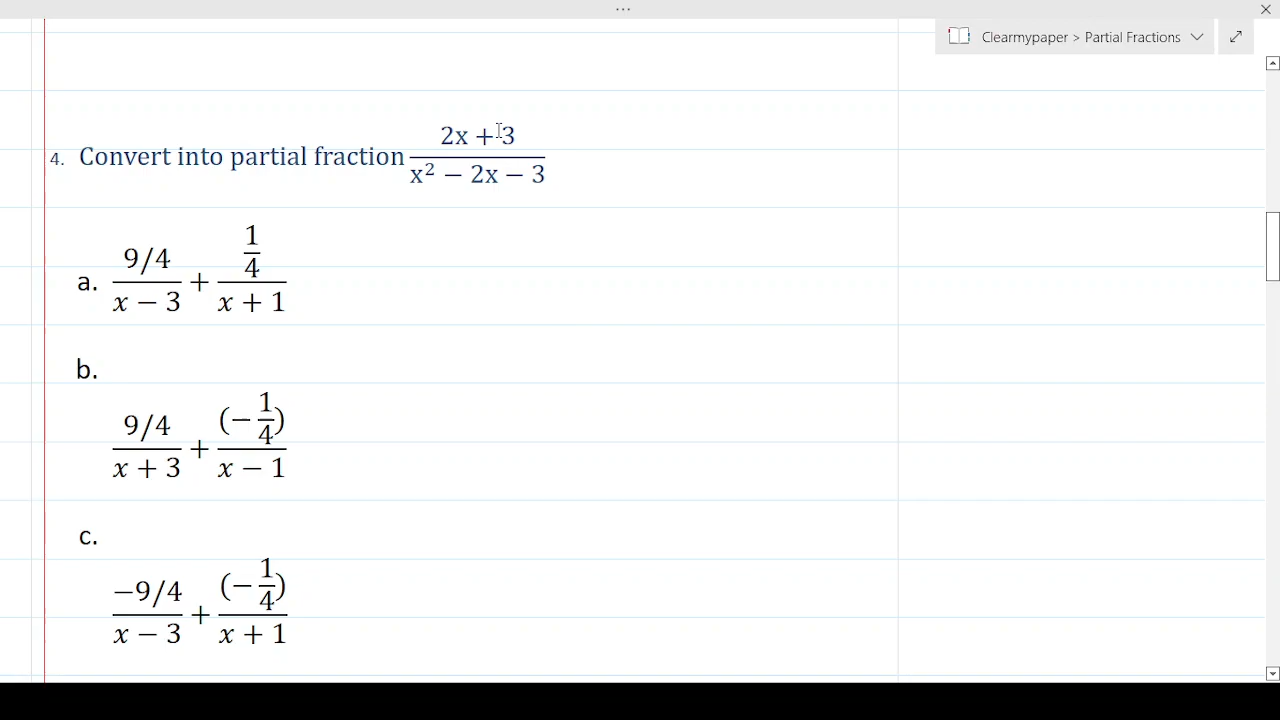 Clearmypaper > Partial Fractions
4. Convert into partial fraction (2x + 3)/(x² − 2x − 3)
a. (9/4)/(x − 3) + (1/4)/(x + 1)
b.
(9/4)/(x + 3) + (−1/4)/(x − 1)
c.
(−9/4)/(x − 3) + (−1/4)/(x + 1)